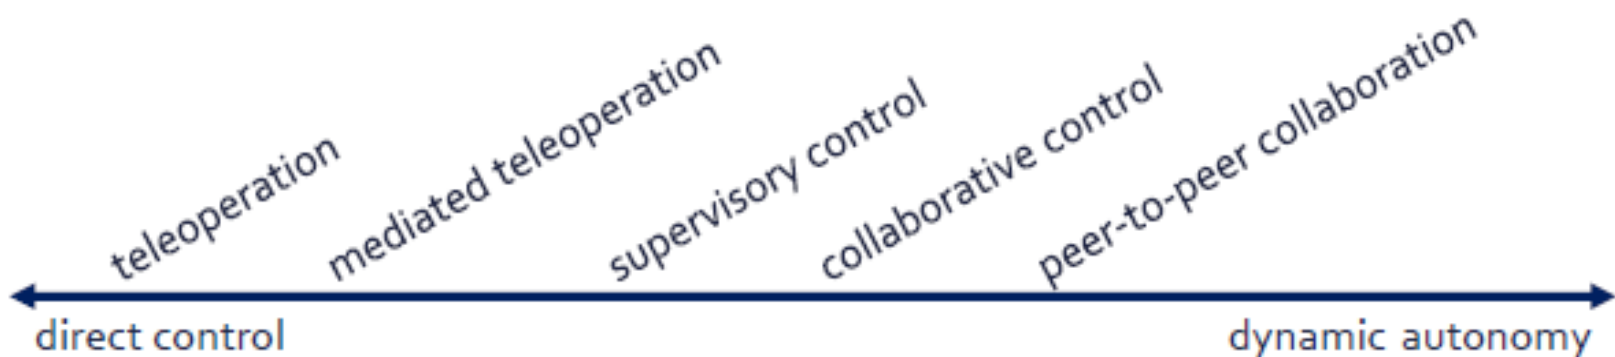 teleoperation
mediated teleoperation
supervisory control
collaborative control
peer-to-peer collaboration
direct control
dynamic autonomy